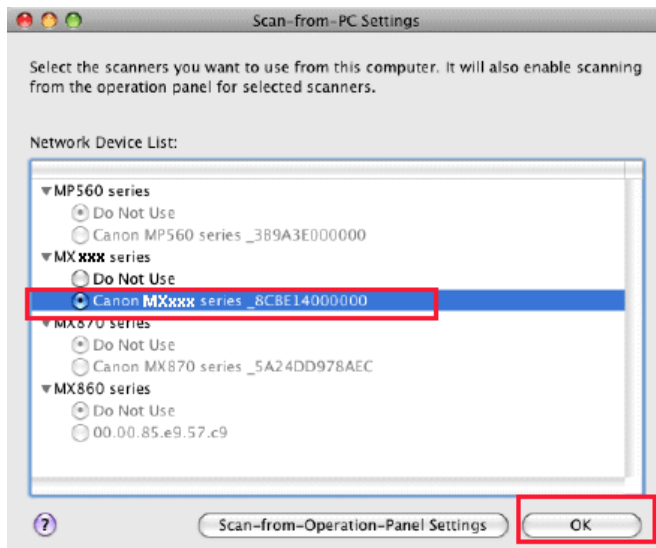 Scan-from-PC Settings
Select the scanners you want to use from this computer. It will also enable scanning
from the operation panel for selected scanners.
Network Device List:
MP560 series
Do Not Use
Canon MP560 series _3B9A3E000000
MX xxx series
Do Not Use
Canon MXxxx series _8CBE14000000
MX870 series
Do Not Use
Canon MX870 series _5A24DD978AEC
MX860 series
Do Not Use
00.00.85.e9.57.c9
? Scan-from-Operation-Panel Settings OK